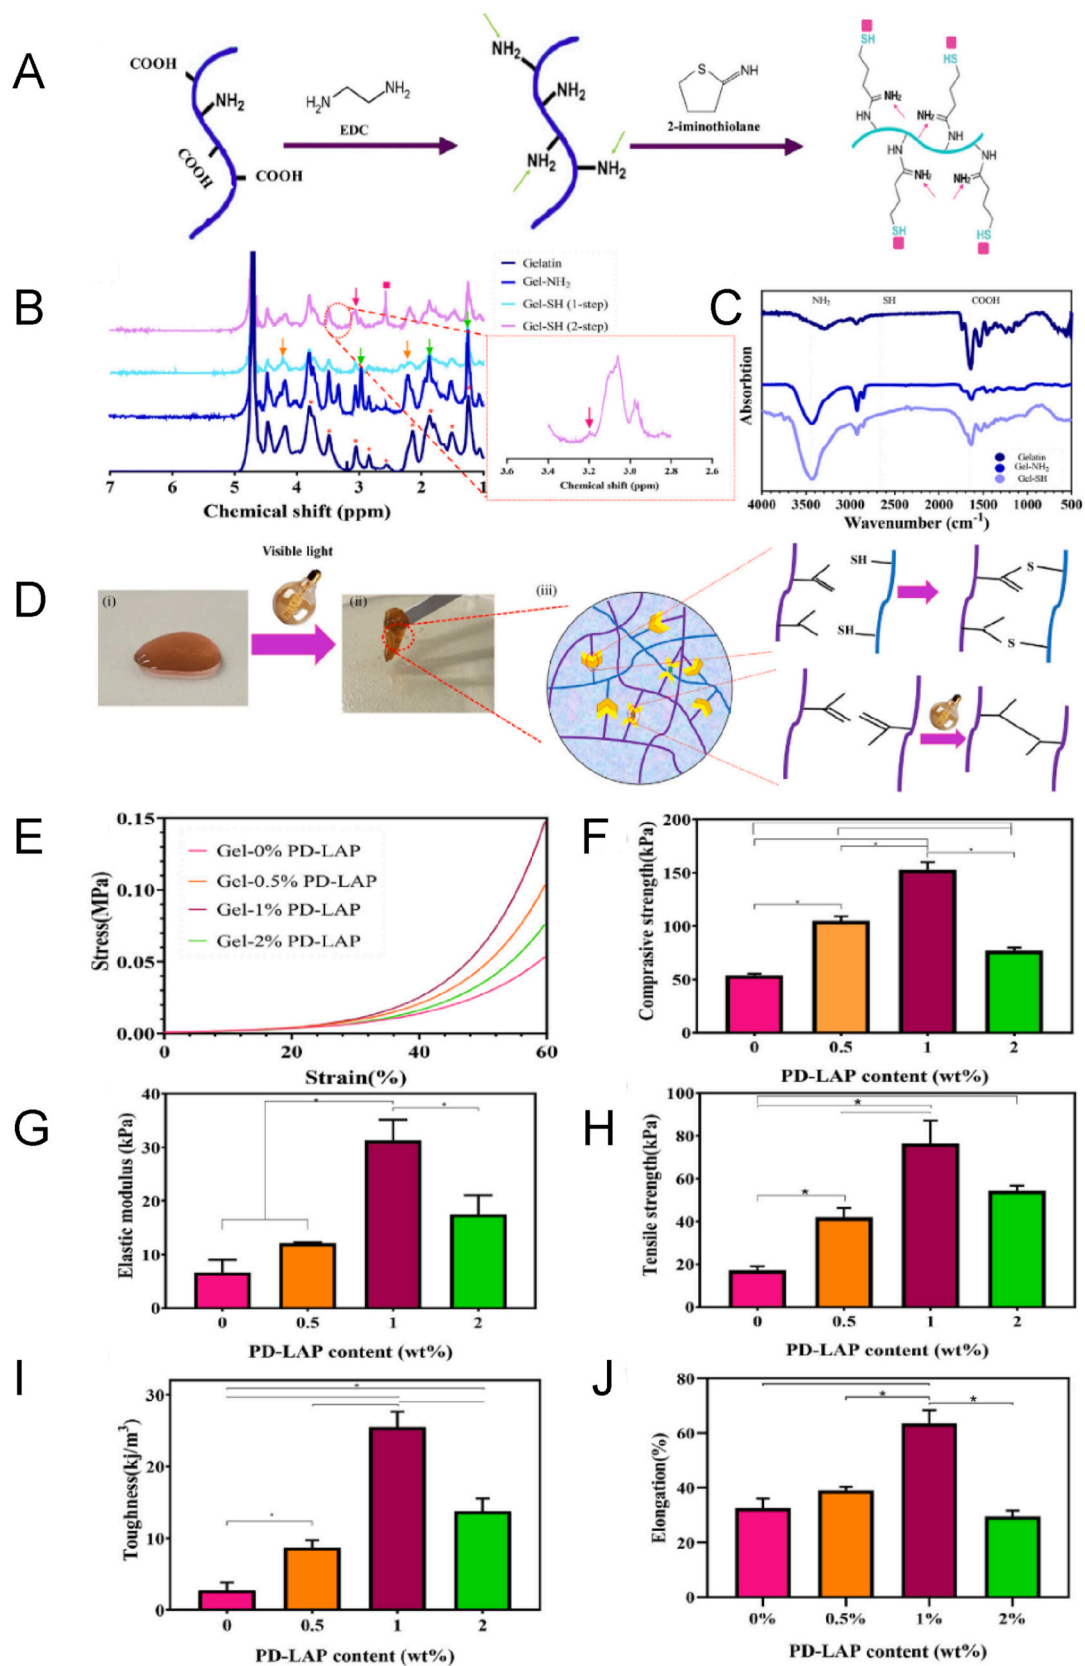 A
COOH
NH2
COOH
COOH
H2N
NH2
EDC
NH2
NH2
NH2
S
NH
2-iminothiolane
SH
HS
NH2
NH2
HN
NH
HN
NH
NH2
NH2
SH
HS
B
Gelatin
Gel-NH2
Gel-SH (1-step)
Gel-SH (2-step)
7 6 5 4 3 2 1
Chemical shift (ppm)
3.6 3.4 3.2 3.0 2.8 2.6
Chemical shift (ppm)
C
NH2 SH COOH
Absorbtion
Gelatin
Gel-NH2
Gel-SH
4000 3500 3000 2500 2000 1500 1000 500
Wavenumber (cm-1)
D
Visible light
(i)
(ii)
(iii)
SH
SH
S
S
E
Stress(MPa)
0.15
0.10
0.05
0.00
Gel-0% PD-LAP
Gel-0.5% PD-LAP
Gel-1% PD-LAP
Gel-2% PD-LAP
0 20 40 60
Strain(%)
F
Comprasive strength(kPa)
200
150
100
50
0
* * *
0 0.5 1 2
PD-LAP content (wt%)
G
Elastic modulus (kPa)
40
30
20
10
0
* *
0 0.5 1 2
PD-LAP content (wt%)
H
Tensile strength(kPa)
100
80
60
40
20
0
* *
0 0.5 1 2
PD-LAP content (wt%)
I
Toughness(kj/m3)
30
20
10
0
* *
0 0.5 1 2
PD-LAP content (wt%)
J
Elongation(%)
80
60
40
20
0
* *
0% 0.5% 1% 2%
PD-LAP content (wt%)